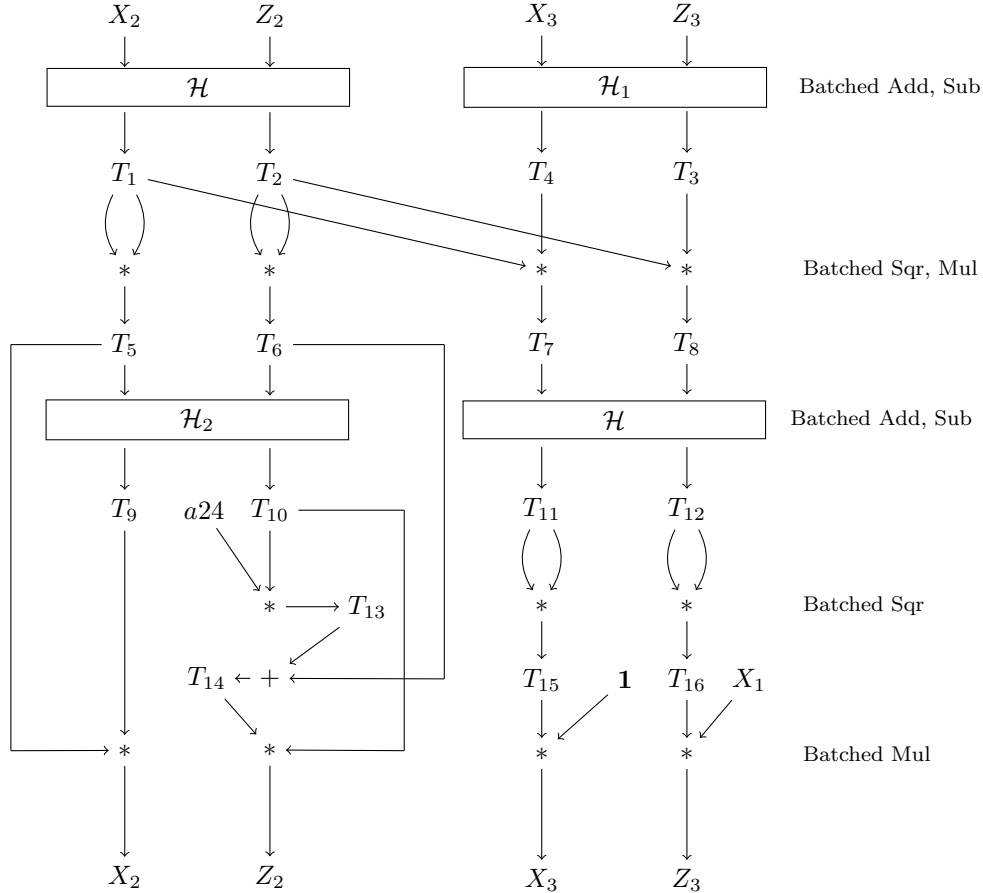 X₂ Z₂ X₃ Z₃
ℋ ℋ₁ Batched Add, Sub
T₁ T₂ T₄ T₃
* * * * Batched Sqr, Mul
T₅ T₆ T₇ T₈
ℋ₂ ℋ Batched Add, Sub
T₉ a24 T₁₀ T₁₁ T₁₂
* T₁₃ * * Batched Sqr
T₁₄ + T₁₅ 1 T₁₆ X₁
* * * * Batched Mul
X₂ Z₂ X₃ Z₃